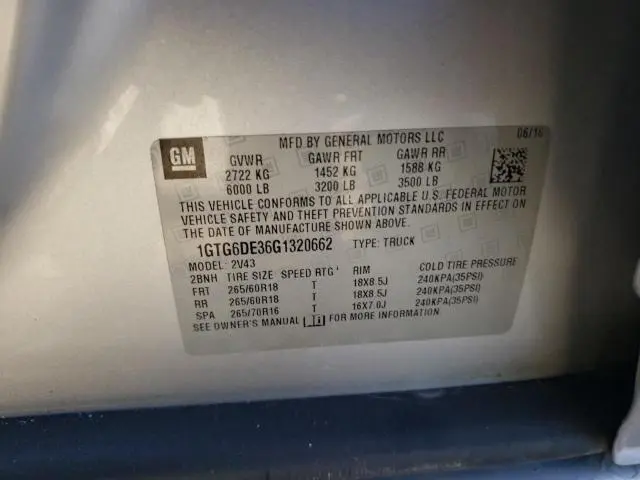 MFD BY GENERAL MOTORS LLC 06/16
GM
GVWR GAWR FRT GAWR RR
2722 KG 1452 KG 1588 KG
6000 LB 3200 LB 3500 LB
THIS VEHICLE CONFORMS TO ALL APPLICABLE U.S. FEDERAL MOTOR
VEHICLE SAFETY AND THEFT PREVENTION STANDARDS IN EFFECT ON
THE DATE OF MANUFACTURE SHOWN ABOVE.
1GTG6DE36G1320662 TYPE: TRUCK
MODEL: 2V43
2BNH TIRE SIZE SPEED RTG RIM COLD TIRE PRESSURE
FRT 265/60R18 T 18X8.5J 240KPA(35PSI)
RR 265/60R18 T 18X8.5J 240KPA(35PSI)
SPA 265/70R16 T 16X7.0J 240KPA(35PSI)
SEE OWNER'S MANUAL FOR MORE INFORMATION